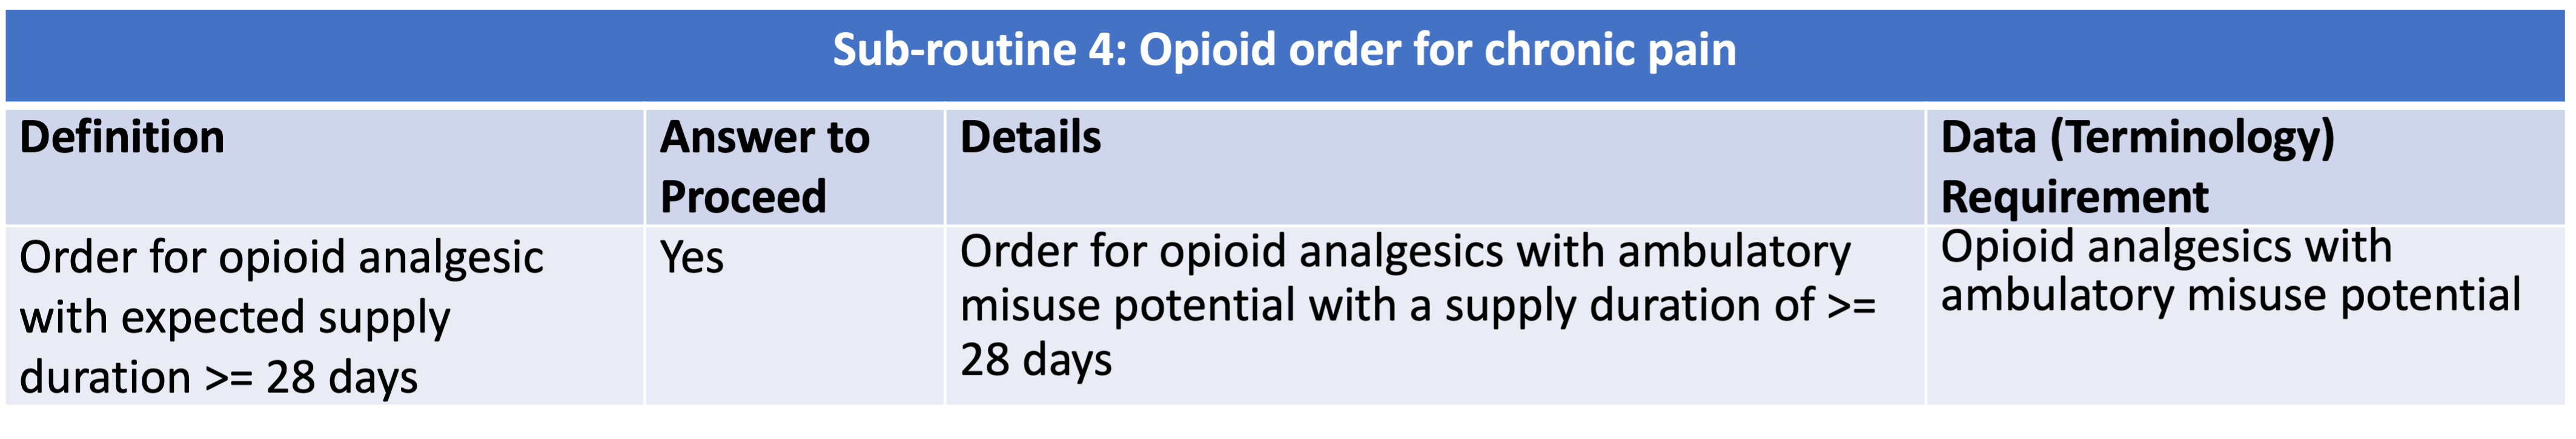 Sub-routine 4: Opioid order for chronic pain
Definition
Answer to
Proceed
Details
Data (Terminology)
Requirement
Order for opioid analgesic
with expected supply
duration >= 28 days
Yes
Order for opioid analgesics with ambulatory
misuse potential with a supply duration of >=
28 days
Opioid analgesics with
ambulatory misuse potential